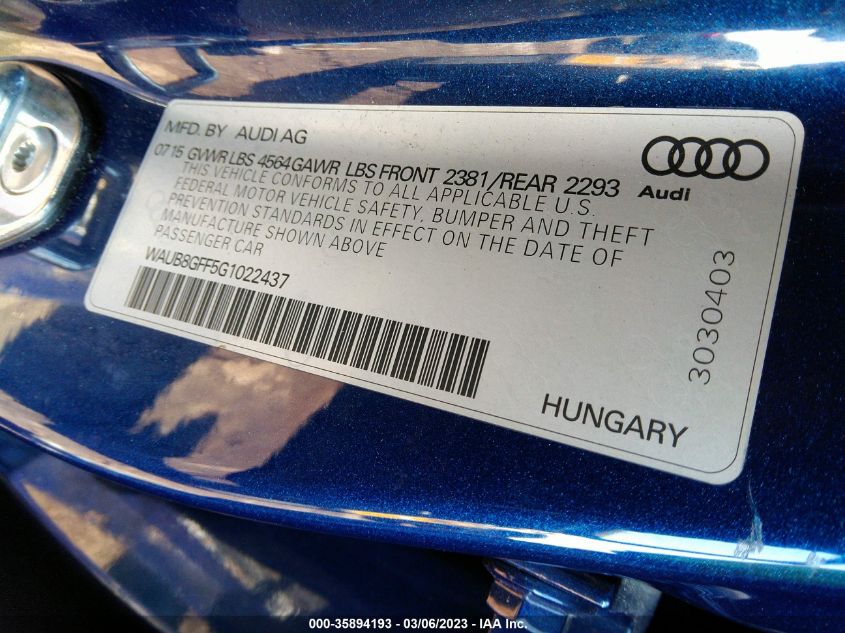 MFD. BY AUDI AG
0715 GVWR LBS 4564 GAWR LBS FRONT 2381/REAR 2293
THIS VEHICLE CONFORMS TO ALL APPLICABLE U.S.
FEDERAL MOTOR VEHICLE SAFETY, BUMPER AND THEFT
PREVENTION STANDARDS IN EFFECT ON THE DATE OF
MANUFACTURE SHOWN ABOVE
PASSENGER CAR
WAUB8GFF5G1022437
Audi
3030403
HUNGARY
000-35894193 - 03/06/2023 - IAA Inc.